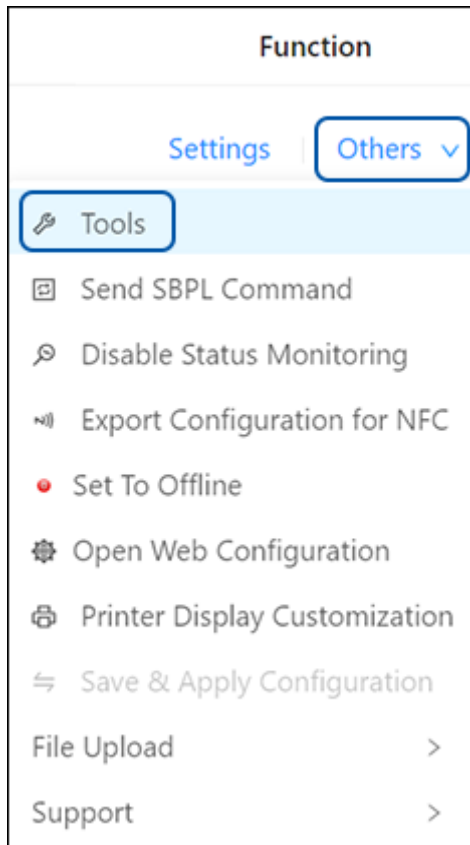 Function
Settings
Others
Tools
Send SBPL Command
Disable Status Monitoring
Export Configuration for NFC
Set To Offline
Open Web Configuration
Printer Display Customization
Save & Apply Configuration
File Upload
Support